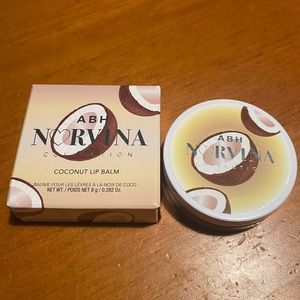 ABH
NORVINA
COLLECTION
COCONUT LIP BALM
BAUME POUR LES LÈVRES À LA NOIX DE COCO
NET WT. / POIDS NET 8 g / 0.282 Oz.
ABH
NORVINA
COLLECTION